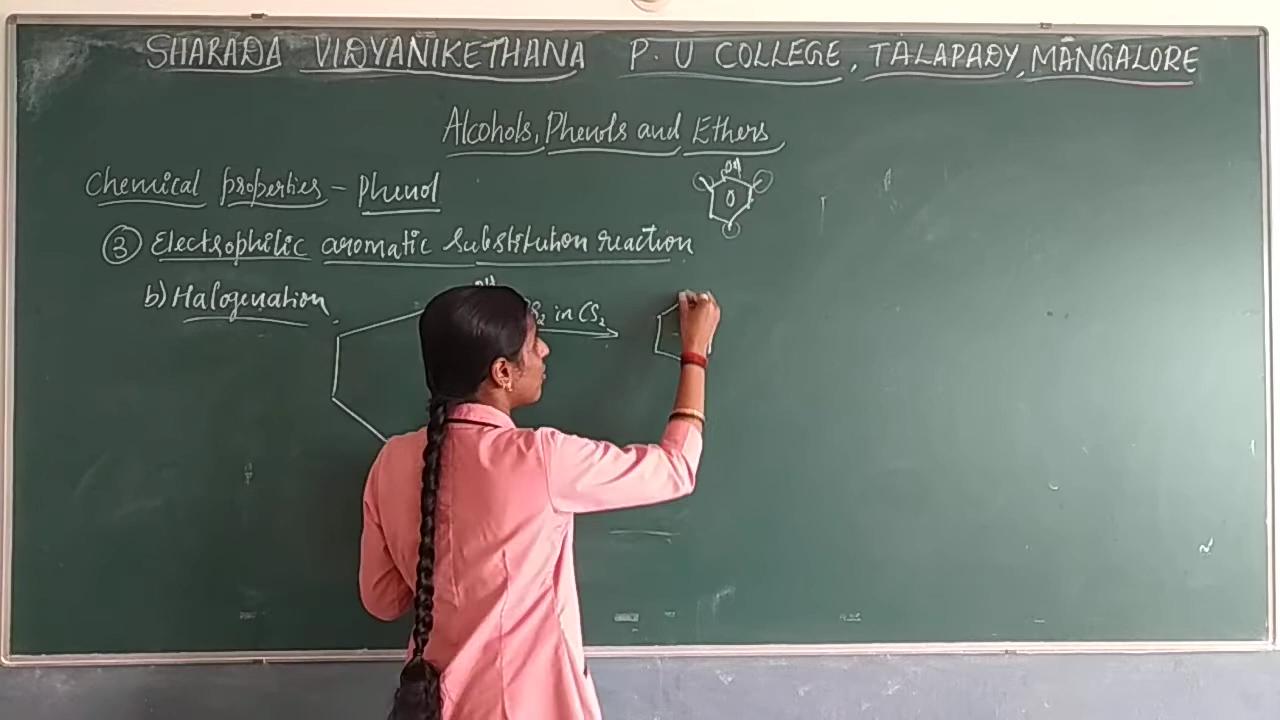 SHARADA VIDYANIKETHANA P. U COLLEGE, TALAPADY, MANGALORE
Alcohols, Phenols and Ethers
Chemical properties - Phenol
OH
③ Electrophilic aromatic substitution reaction
b) Halogenation
OH
in CS₂